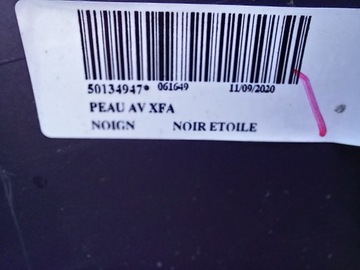 50134947* 061649 11/09/2020
PEAU AV XFA
NOIGN NOIR ETOILE